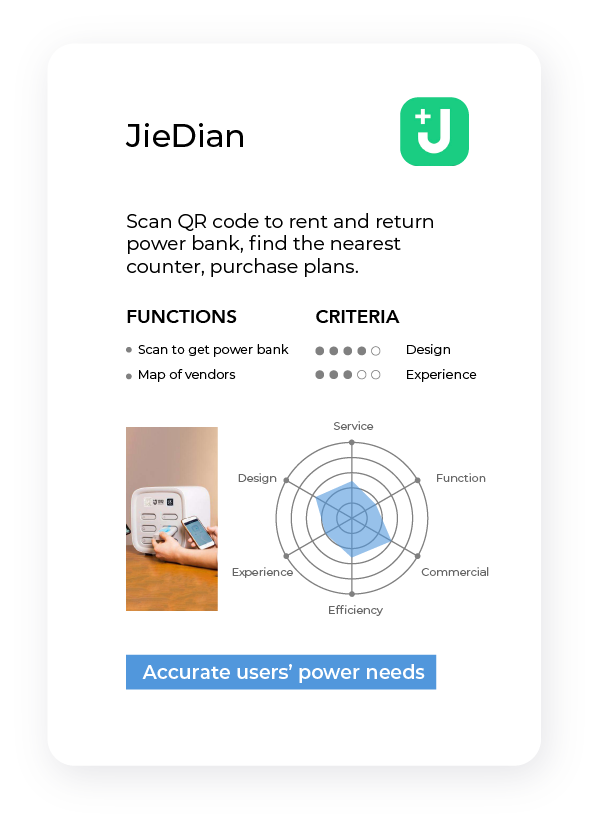 JieDian
+J
Scan QR code to rent and return
power bank, find the nearest
counter, purchase plans.
FUNCTIONS
Scan to get power bank
Map of vendors
CRITERIA
Design
Experience
Service
Design
Function
Experience
Commercial
Efficiency
Accurate users’ power needs